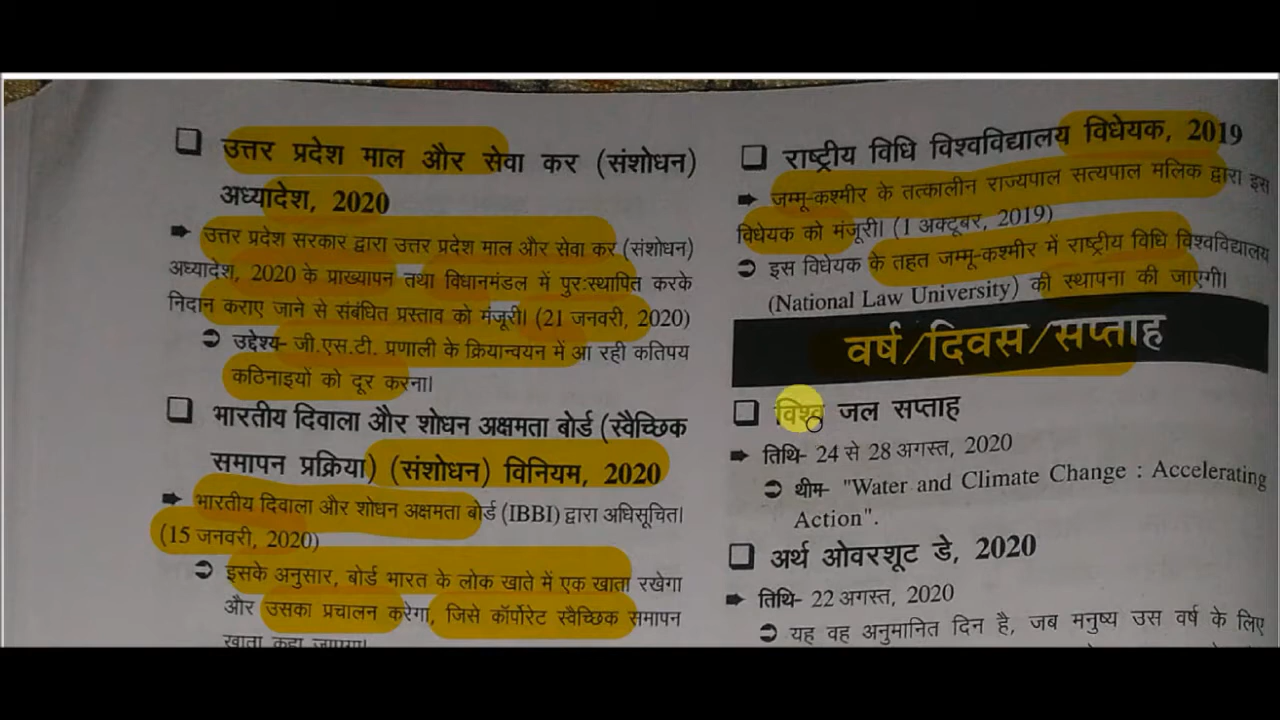 ❑ उत्तर प्रदेश माल और सेवा कर (संशोधन)
अध्यादेश, 2020
➡ उत्तर प्रदेश सरकार द्वारा उत्तर प्रदेश माल और सेवा कर (संशोधन)
अध्यादेश, 2020 के प्राख्यापन तथा विधानमंडल में पुर:स्थापित करके
निदान कराए जाने से संबंधित प्रस्ताव को मंजूरी। (21 जनवरी, 2020)
➲ उद्देश्य- जी.एस.टी. प्रणाली के क्रियान्वयन में आ रही कतिपय
कठिनाइयों को दूर करना।
❑ भारतीय दिवाला और शोधन अक्षमता बोर्ड (स्वैच्छिक
समापन प्रक्रिया) (संशोधन) विनियम, 2020
➡ भारतीय दिवाला और शोधन अक्षमता बोर्ड (IBBI) द्वारा अधिसूचित।
(15 जनवरी, 2020)
➲ इसके अनुसार, बोर्ड भारत के लोक खाते में एक खाता रखेगा
और उसका प्रचालन करेगा, जिसे कॉर्पोरेट स्वैच्छिक समापन
खाता कहा जाएगा।
❑ राष्ट्रीय विधि विश्वविद्यालय विधेयक, 2019
➡ जम्मू-कश्मीर के तत्कालीन राज्यपाल सत्यपाल मलिक द्वारा इस
विधेयक को मंजूरी। (1 अक्टूबर, 2019)
➲ इस विधेयक के तहत जम्मू-कश्मीर में राष्ट्रीय विधि विश्वविद्यालय
(National Law University) की स्थापना की जाएगी।
वर्ष/दिवस/सप्ताह
❑ विश्व जल सप्ताह
➡ तिथि- 24 से 28 अगस्त, 2020
➲ थीम- "Water and Climate Change : Accelerating
Action".
❑ अर्थ ओवरशूट डे, 2020
➡ तिथि- 22 अगस्त, 2020
➲ यह वह अनुमानित दिन है, जब मनुष्य उस वर्ष के लिए